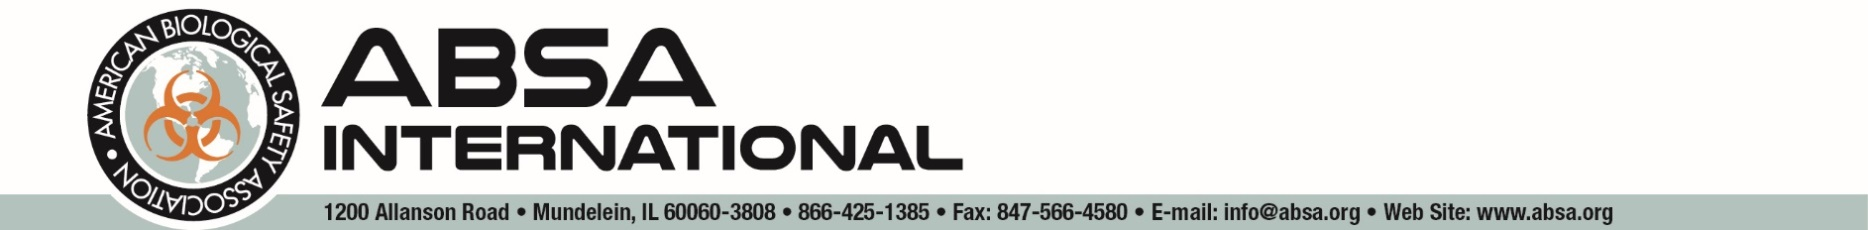 AMERICAN BIOLOGICAL SAFETY ASSOCIATION •
ABSA
INTERNATIONAL
1200 Allanson Road • Mundelein, IL 60060-3808 • 866-425-1385 • Fax: 847-566-4580 • E-mail: info@absa.org • Web Site: www.absa.org